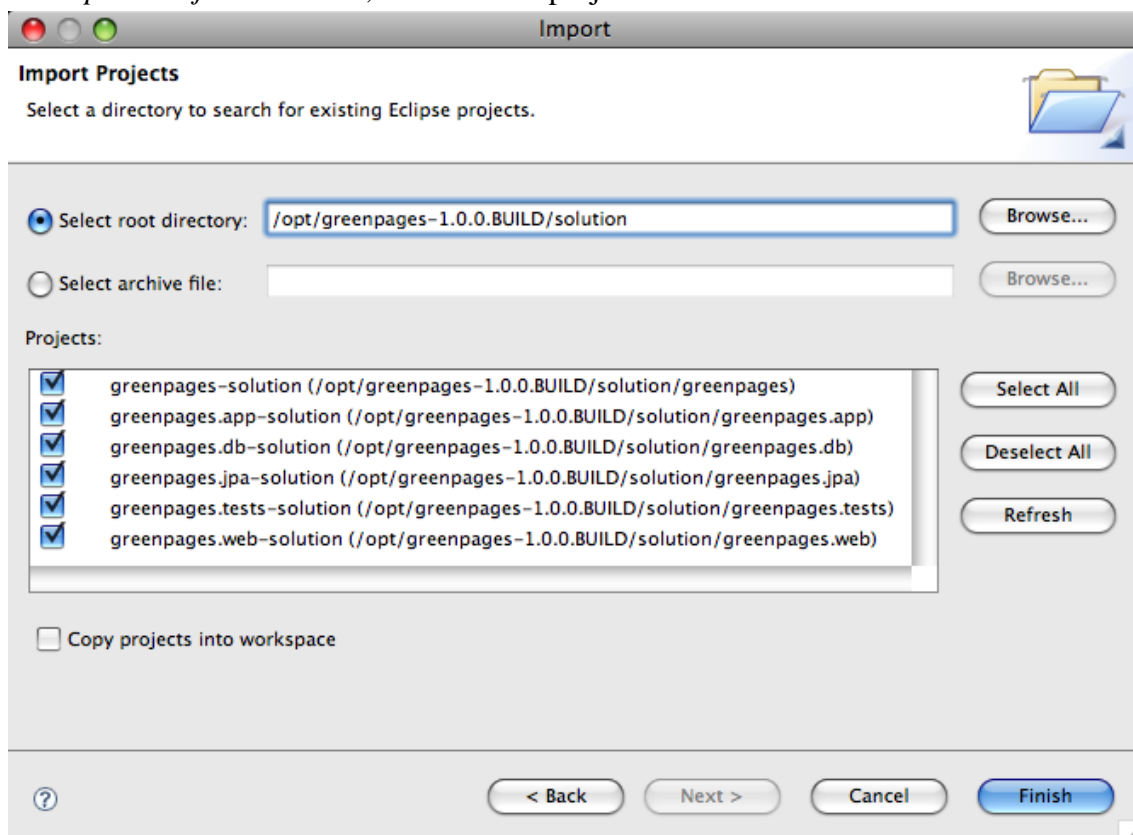 Import
Import Projects
Select a directory to search for existing Eclipse projects.
Select root directory: /opt/greenpages-1.0.0.BUILD/solution Browse...
Select archive file: Browse...
Projects:
greenpages-solution (/opt/greenpages-1.0.0.BUILD/solution/greenpages)
greenpages.app-solution (/opt/greenpages-1.0.0.BUILD/solution/greenpages.app)
greenpages.db-solution (/opt/greenpages-1.0.0.BUILD/solution/greenpages.db)
greenpages.jpa-solution (/opt/greenpages-1.0.0.BUILD/solution/greenpages.jpa)
greenpages.tests-solution (/opt/greenpages-1.0.0.BUILD/solution/greenpages.tests)
greenpages.web-solution (/opt/greenpages-1.0.0.BUILD/solution/greenpages.web)
Select All
Deselect All
Refresh
Copy projects into workspace
? < Back Next > Cancel Finish